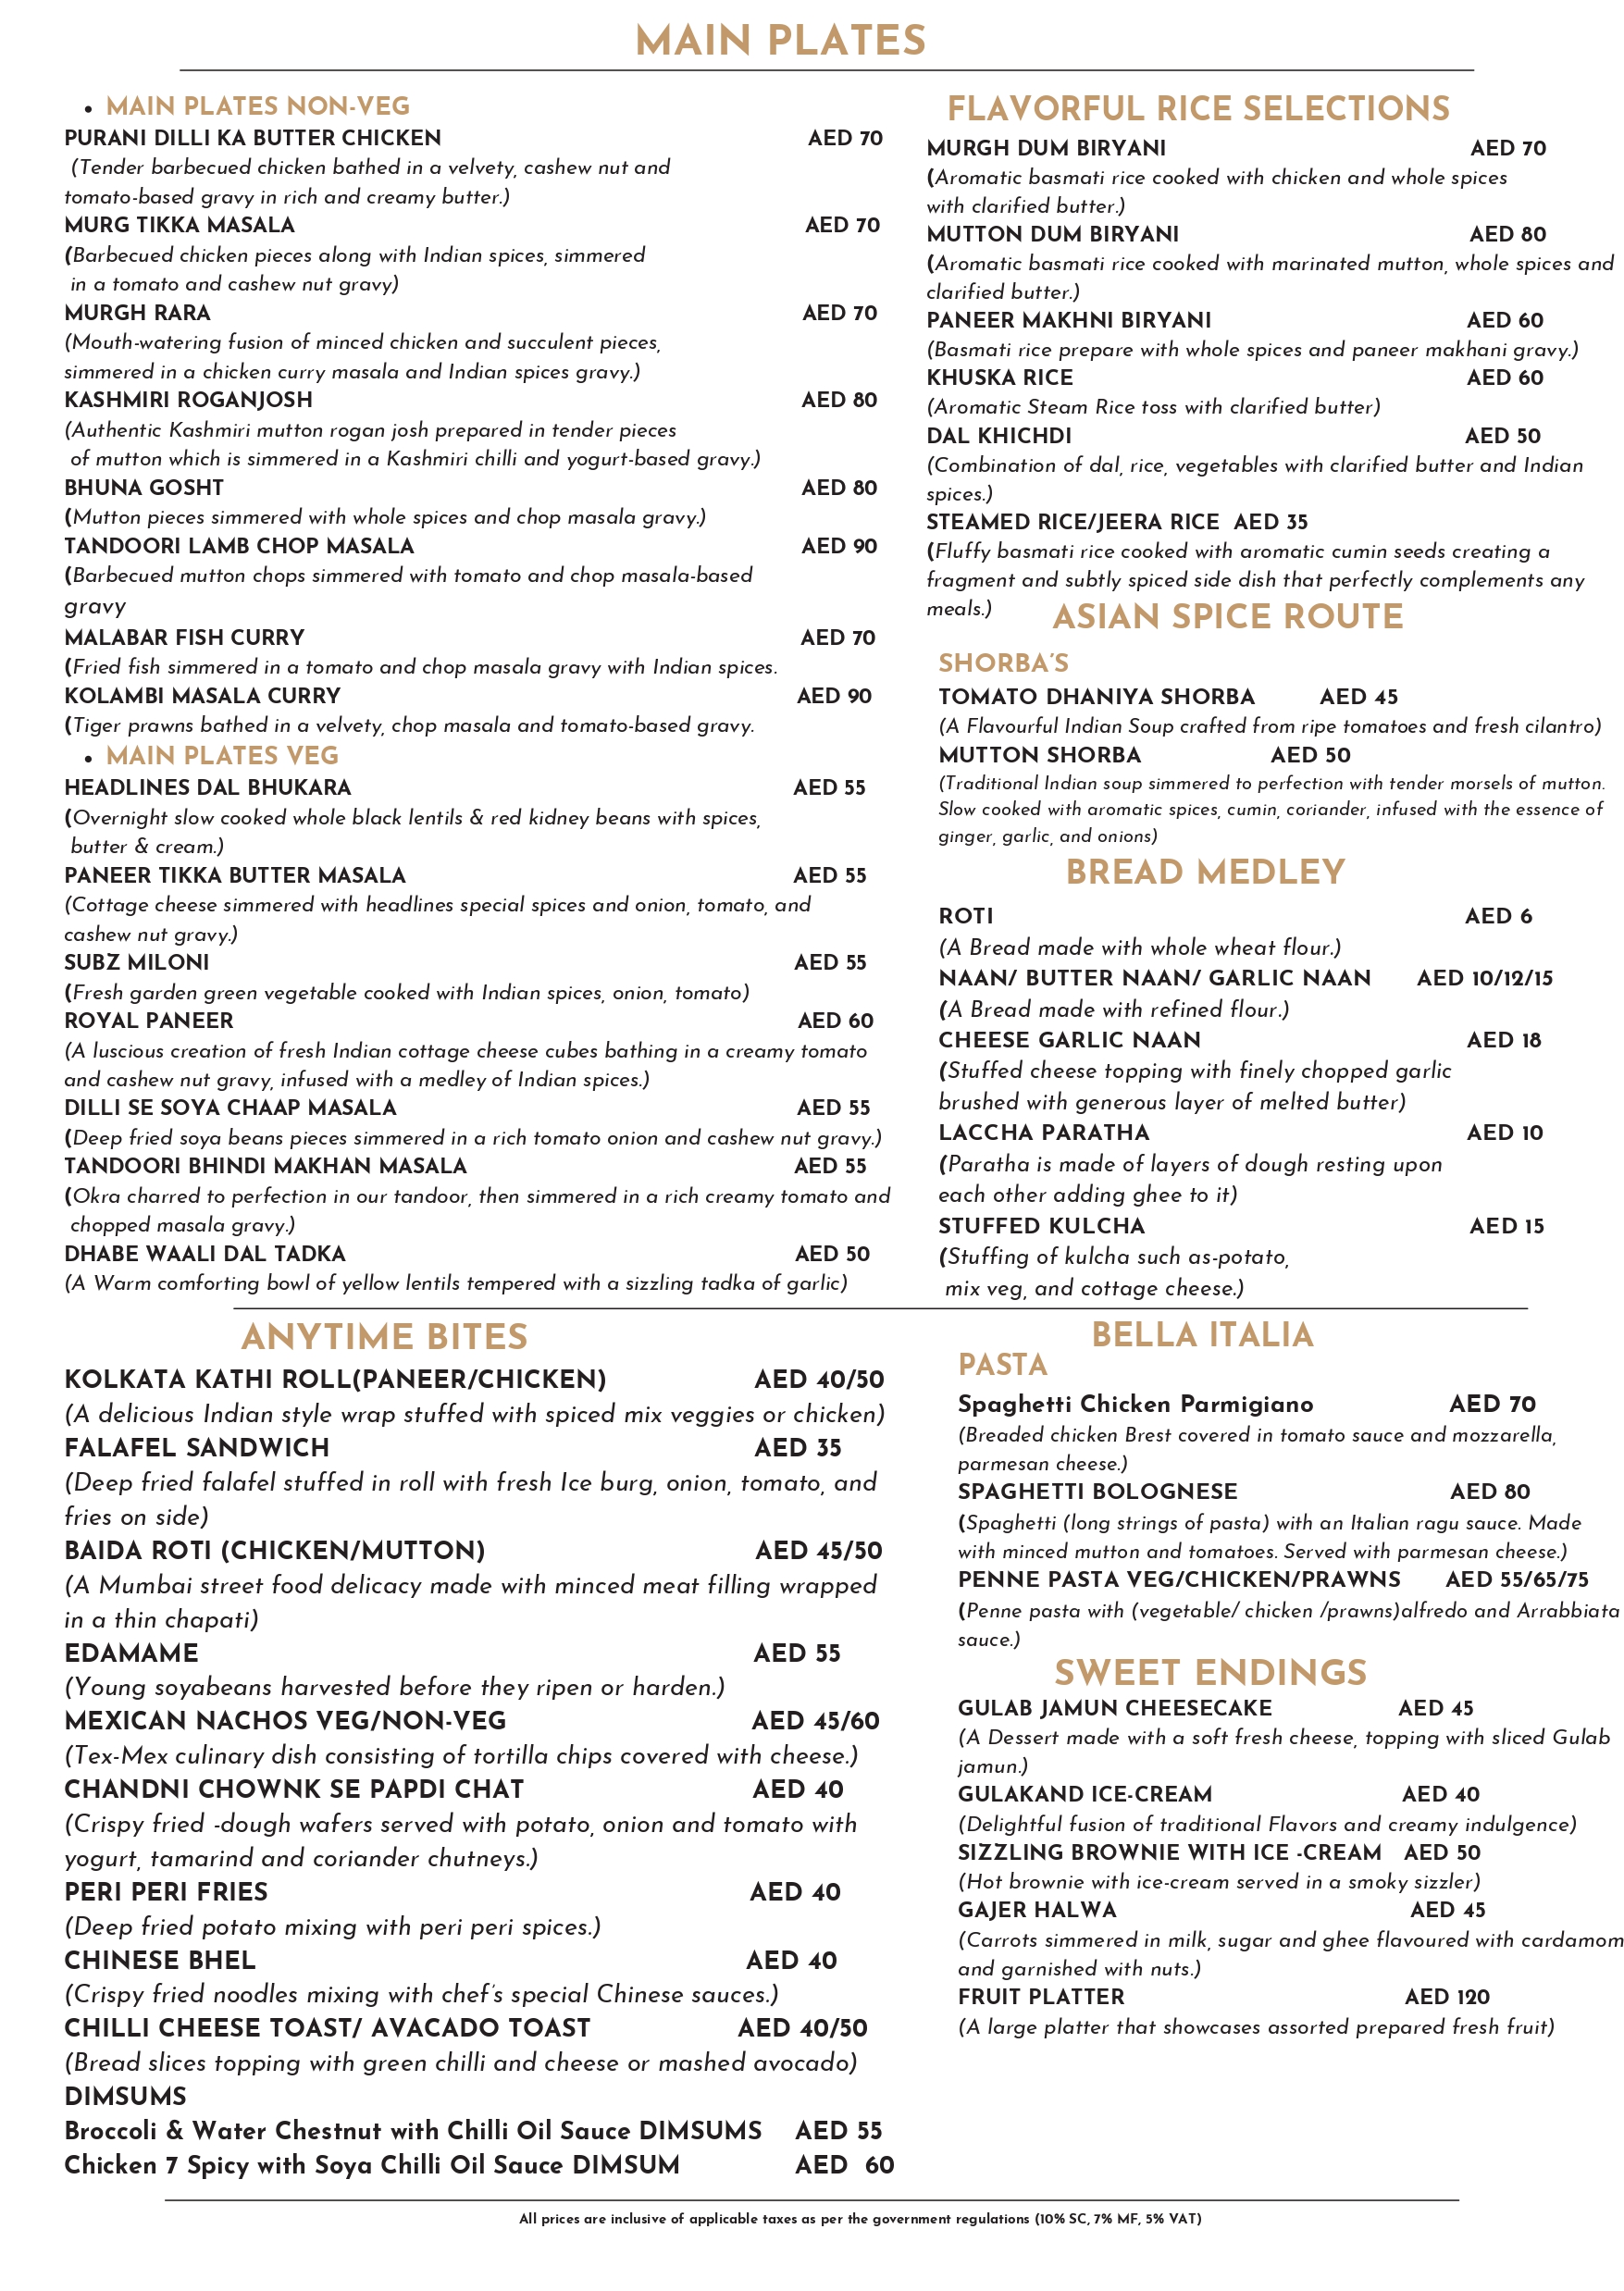 MAIN PLATES
• MAIN PLATES NON-VEG
PURANI DILLI KA BUTTER CHICKEN AED 70
(Tender barbecued chicken bathed in a velvety, cashew nut and
tomato-based gravy in rich and creamy butter.)
MURG TIKKA MASALA AED 70
(Barbecued chicken pieces along with Indian spices, simmered
in a tomato and cashew nut gravy)
MURGH RARA AED 70
(Mouth-watering fusion of minced chicken and succulent pieces,
simmered in a chicken curry masala and Indian spices gravy.)
KASHMIRI ROGANJOSH AED 80
(Authentic Kashmiri mutton rogan josh prepared in tender pieces
of mutton which is simmered in a Kashmiri chilli and yogurt-based gravy.)
BHUNA GOSHT AED 80
(Mutton pieces simmered with whole spices and chop masala gravy.)
TANDOORI LAMB CHOP MASALA AED 90
(Barbecued mutton chops simmered with tomato and chop masala-based
gravy
MALABAR FISH CURRY AED 70
(Fried fish simmered in a tomato and chop masala gravy with Indian spices.
KOLAMBI MASALA CURRY AED 90
(Tiger prawns bathed in a velvety, chop masala and tomato-based gravy.
• MAIN PLATES VEG
HEADLINES DAL BHUKARA AED 55
(Overnight slow cooked whole black lentils & red kidney beans with spices,
butter & cream.)
PANEER TIKKA BUTTER MASALA AED 55
(Cottage cheese simmered with headlines special spices and onion, tomato, and
cashew nut gravy.)
SUBZ MILONI AED 55
(Fresh garden green vegetable cooked with Indian spices, onion, tomato)
ROYAL PANEER AED 60
(A luscious creation of fresh Indian cottage cheese cubes bathing in a creamy tomato
and cashew nut gravy, infused with a medley of Indian spices.)
DILLI SE SOYA CHAAP MASALA AED 55
(Deep fried soya beans pieces simmered in a rich tomato onion and cashew nut gravy.)
TANDOORI BHINDI MAKHAN MASALA AED 55
(Okra charred to perfection in our tandoor, then simmered in a rich creamy tomato and
chopped masala gravy.)
DHABE WAALI DAL TADKA AED 50
(A Warm comforting bowl of yellow lentils tempered with a sizzling tadka of garlic)
FLAVORFUL RICE SELECTIONS
MURGH DUM BIRYANI AED 70
(Aromatic basmati rice cooked with chicken and whole spices
with clarified butter.)
MUTTON DUM BIRYANI AED 80
(Aromatic basmati rice cooked with marinated mutton, whole spices and
clarified butter.)
PANEER MAKHNI BIRYANI AED 60
(Basmati rice prepare with whole spices and paneer makhani gravy.)
KHUSKA RICE AED 60
(Aromatic Steam Rice toss with clarified butter)
DAL KHICHDI AED 50
(Combination of dal, rice, vegetables with clarified butter and Indian
spices.)
STEAMED RICE/JEERA RICE AED 35
(Fluffy basmati rice cooked with aromatic cumin seeds creating a
fragment and subtly spiced side dish that perfectly complements any
meals.)
ASIAN SPICE ROUTE
SHORBA'S
TOMATO DHANIYA SHORBA AED 45
(A Flavourful Indian Soup crafted from ripe tomatoes and fresh cilantro)
MUTTON SHORBA AED 50
(Traditional Indian soup simmered to perfection with tender morsels of mutton.
Slow cooked with aromatic spices, cumin, coriander, infused with the essence of
ginger, garlic, and onions)
BREAD MEDLEY
ROTI AED 6
(A Bread made with whole wheat flour.)
NAAN/ BUTTER NAAN/ GARLIC NAAN AED 10/12/15
(A Bread made with refined flour.)
CHEESE GARLIC NAAN AED 18
(Stuffed cheese topping with finely chopped garlic
brushed with generous layer of melted butter)
LACCHA PARATHA AED 10
(Paratha is made of layers of dough resting upon
each other adding ghee to it)
STUFFED KULCHA AED 15
(Stuffing of kulcha such as-potato,
mix veg, and cottage cheese.)
ANYTIME BITES
KOLKATA KATHI ROLL(PANEER/CHICKEN) AED 40/50
(A delicious Indian style wrap stuffed with spiced mix veggies or chicken)
FALAFEL SANDWICH AED 35
(Deep fried falafel stuffed in roll with fresh Ice burg, onion, tomato, and
fries on side)
BAIDA ROTI (CHICKEN/MUTTON) AED 45/50
(A Mumbai street food delicacy made with minced meat filling wrapped
in a thin chapati)
EDAMAME AED 55
(Young soyabeans harvested before they ripen or harden.)
MEXICAN NACHOS VEG/NON-VEG AED 45/60
(Tex-Mex culinary dish consisting of tortilla chips covered with cheese.)
CHANDNI CHOWNK SE PAPDI CHAT AED 40
(Crispy fried -dough wafers served with potato, onion and tomato with
yogurt, tamarind and coriander chutneys.)
PERI PERI FRIES AED 40
(Deep fried potato mixing with peri peri spices.)
CHINESE BHEL AED 40
(Crispy fried noodles mixing with chef's special Chinese sauces.)
CHILLI CHEESE TOAST/ AVACADO TOAST AED 40/50
(Bread slices topping with green chilli and cheese or mashed avocado)
DIMSUMS
Broccoli & Water Chestnut with Chilli Oil Sauce DIMSUMS AED 55
Chicken 7 Spicy with Soya Chilli Oil Sauce DIMSUM AED 60
BELLA ITALIA
PASTA
Spaghetti Chicken Parmigiano AED 70
(Breaded chicken Brest covered in tomato sauce and mozzarella,
parmesan cheese.)
SPAGHETTI BOLOGNESE AED 80
(Spaghetti (long strings of pasta) with an Italian ragu sauce. Made
with minced mutton and tomatoes. Served with parmesan cheese.)
PENNE PASTA VEG/CHICKEN/PRAWNS AED 55/65/75
(Penne pasta with (vegetable/ chicken /prawns)alfredo and Arrabbiata
sauce.)
SWEET ENDINGS
GULAB JAMUN CHEESECAKE AED 45
(A Dessert made with a soft fresh cheese, topping with sliced Gulab
jamun.)
GULAKAND ICE-CREAM AED 40
(Delightful fusion of traditional Flavors and creamy indulgence)
SIZZLING BROWNIE WITH ICE -CREAM AED 50
(Hot brownie with ice-cream served in a smoky sizzler)
GAJER HALWA AED 45
(Carrots simmered in milk, sugar and ghee flavoured with cardamom
and garnished with nuts.)
FRUIT PLATTER AED 120
(A large platter that showcases assorted prepared fresh fruit)
All prices are inclusive of applicable taxes as per the government regulations (10% SC, 7% MF, 5% VAT)